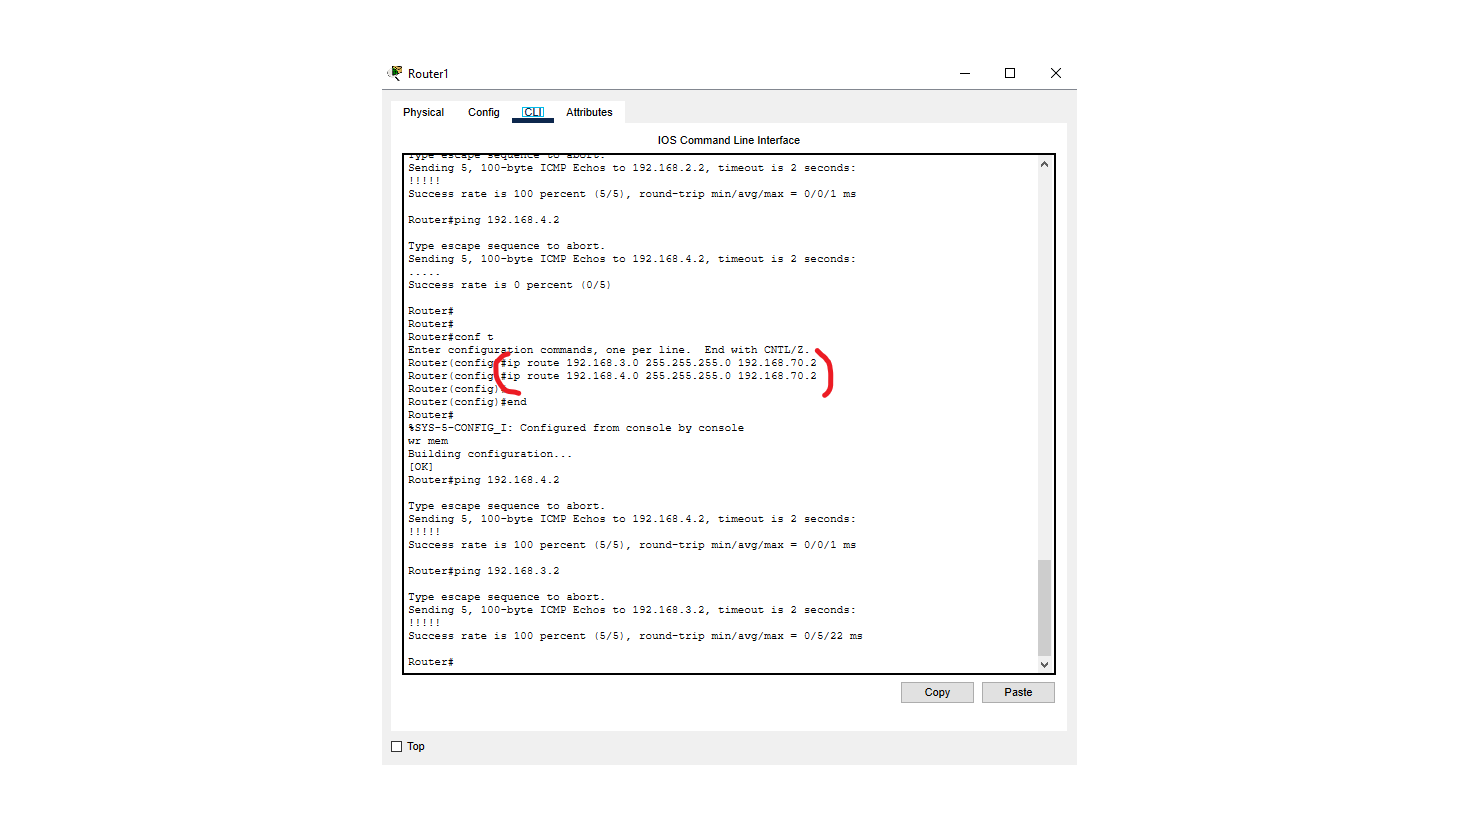 Router1
Physical Config CLI Attributes
IOS Command Line Interface
Type escape sequence to abort.
Sending 5, 100-byte ICMP Echos to 192.168.2.2, timeout is 2 seconds:
!!!!!
Success rate is 100 percent (5/5), round-trip min/avg/max = 0/0/1 ms
Router#ping 192.168.4.2
Type escape sequence to abort.
Sending 5, 100-byte ICMP Echos to 192.168.4.2, timeout is 2 seconds:
.....
Success rate is 0 percent (0/5)
Router#
Router#
Router#conf t
Enter configuration commands, one per line.  End with CNTL/Z.
Router(config)#ip route 192.168.3.0 255.255.255.0 192.168.70.2
Router(config)#ip route 192.168.4.0 255.255.255.0 192.168.70.2
Router(config)
Router(config)#end
Router#
%SYS-5-CONFIG_I: Configured from console by console
wr mem
Building configuration...
[OK]
Router#ping 192.168.4.2
Type escape sequence to abort.
Sending 5, 100-byte ICMP Echos to 192.168.4.2, timeout is 2 seconds:
!!!!!
Success rate is 100 percent (5/5), round-trip min/avg/max = 0/0/1 ms
Router#ping 192.168.3.2
Type escape sequence to abort.
Sending 5, 100-byte ICMP Echos to 192.168.3.2, timeout is 2 seconds:
!!!!!
Success rate is 100 percent (5/5), round-trip min/avg/max = 0/5/22 ms
Router#
Copy Paste
Top